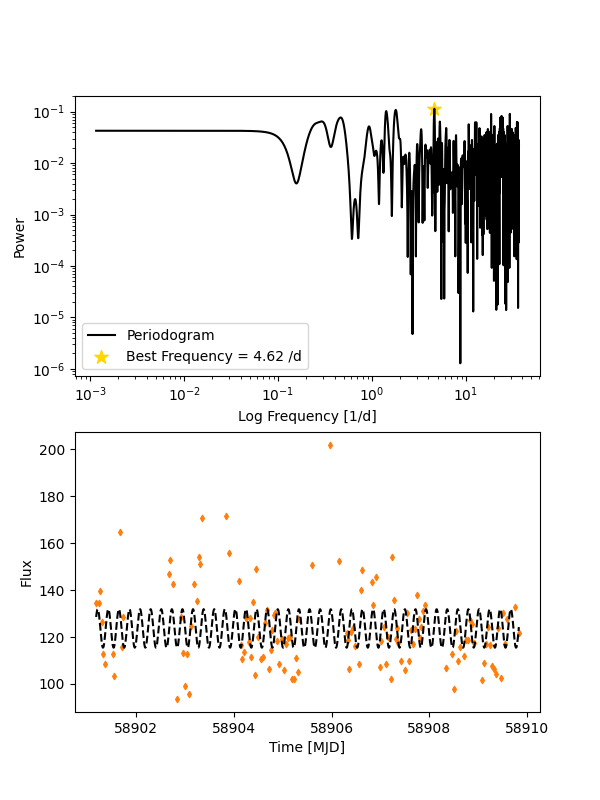 10⁻¹
10⁻²
10⁻³
10⁻⁴
10⁻⁵
10⁻⁶
Power
Periodogram
Best Frequency = 4.62 /d
10⁻³ 10⁻² 10⁻¹ 10⁰ 10¹
Log Frequency [1/d]
200
180
160
140
120
100
Flux
58902 58904 58906 58908 58910
Time [MJD]